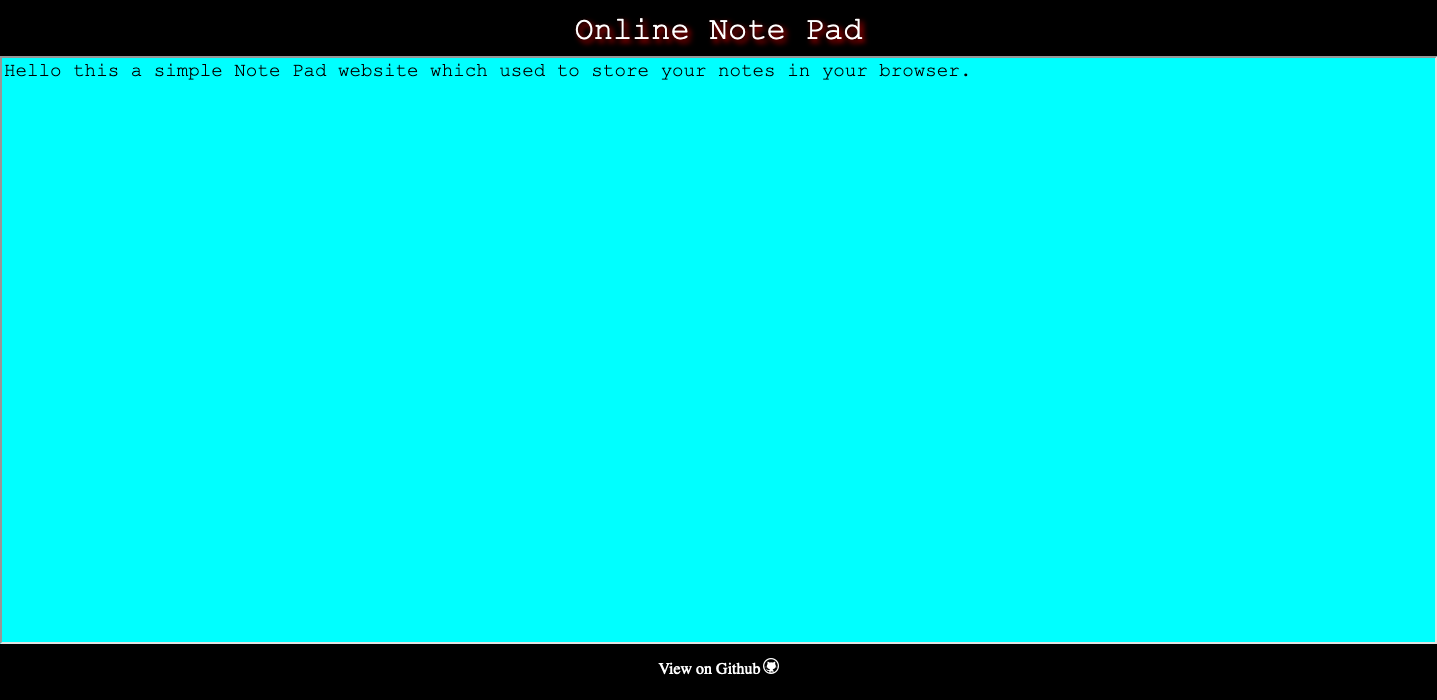 Online Note Pad
Hello this a simple Note Pad website which used to store your notes in your browser.
View on Github